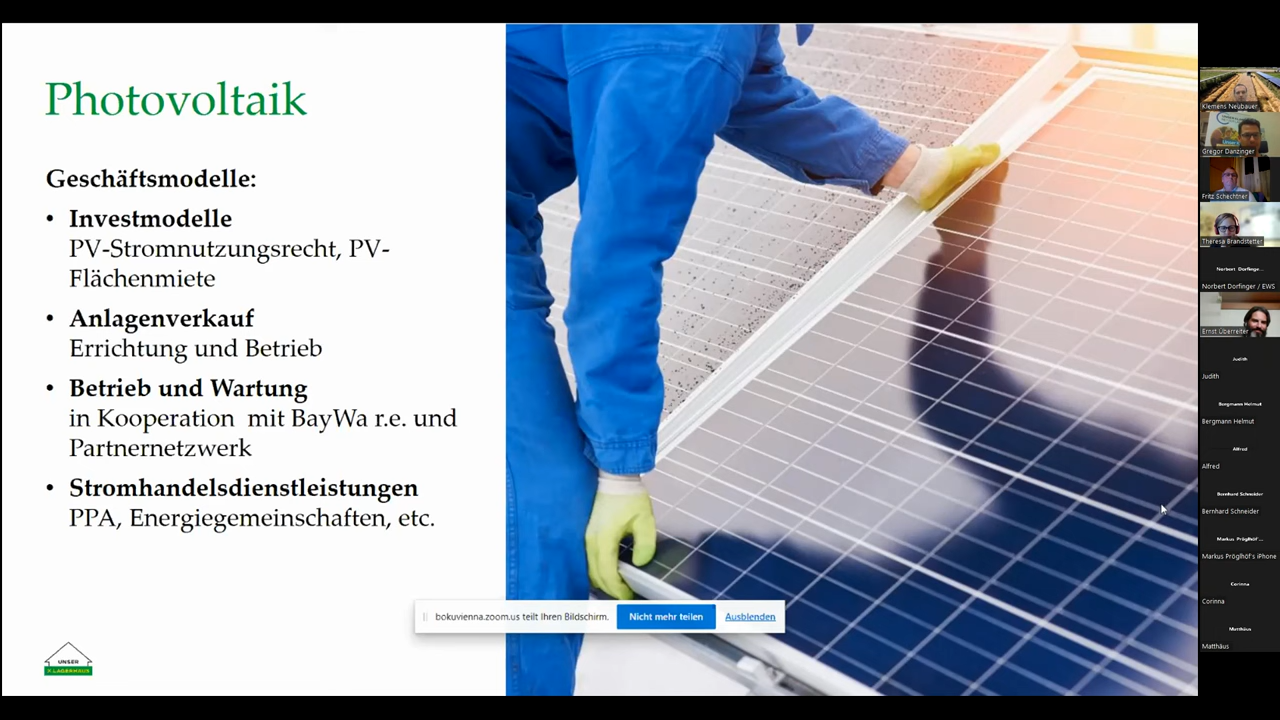 Photovoltaik
Geschäftsmodelle:
• Investmodelle
PV-Stromnutzungsrecht, PV-
Flächenmiete
• Anlagenverkauf
Errichtung und Betrieb
• Betrieb und Wartung
in Kooperation mit BayWa r.e. und
Partnernetzwerk
• Stromhandelsdienstleistungen
PPA, Energiegemeinschaften, etc.
bokuvienna.zoom.us teilt Ihren Bildschirm.
Nicht mehr teilen
Ausblenden
UNSER
LAGERHAUS
Klemens Neubauer
Gregor Danzinger
Fritz Schechtner
Theresa Brandstetter
Norbert Dorfinge...
Norbert Dorfinger / EWS
Ernst Überreiter
Judith
Judith
Bergmann Helmut
Bergmann Helmut
Alfred
Alfred
Bernhard Schneider
Bernhard Schneider
Markus Pröglhöf'...
Markus Pröglhöf's iPhone
Corinna
Corinna
Matthäus
Matthäus